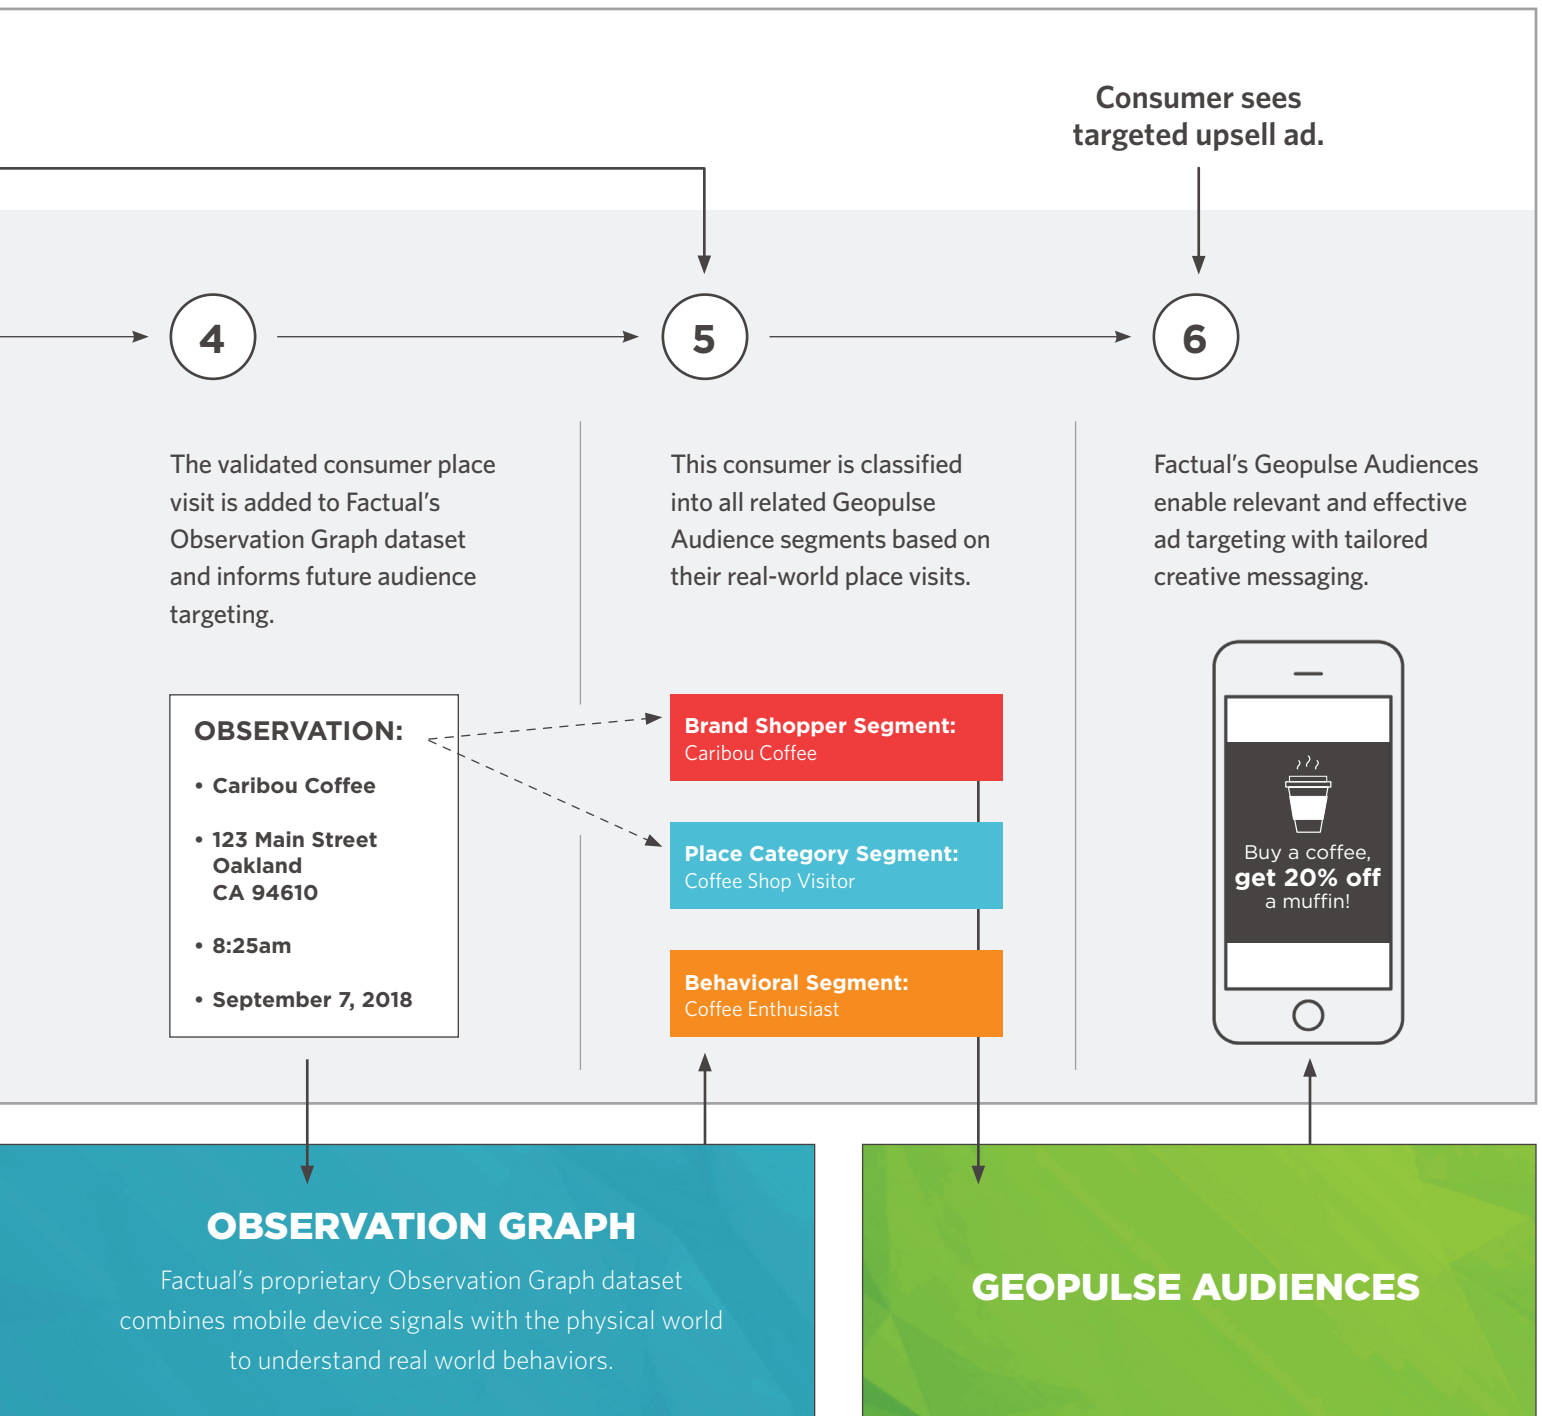 Consumer sees
targeted upsell ad.
4
5
6
The validated consumer place
visit is added to Factual's
Observation Graph dataset
and informs future audience
targeting.
This consumer is classified
into all related Geopulse
Audience segments based on
their real-world place visits.
Factual's Geopulse Audiences
enable relevant and effective
ad targeting with tailored
creative messaging.
OBSERVATION:
• Caribou Coffee
• 123 Main Street
Oakland
CA 94610
• 8:25am
• September 7, 2018
Brand Shopper Segment:
Caribou Coffee
Place Category Segment:
Coffee Shop Visitor
Behavioral Segment:
Coffee Enthusiast
Buy a coffee,
get 20% off
a muffin!
OBSERVATION GRAPH
Factual's proprietary Observation Graph dataset
combines mobile device signals with the physical world
to understand real world behaviors.
GEOPULSE AUDIENCES